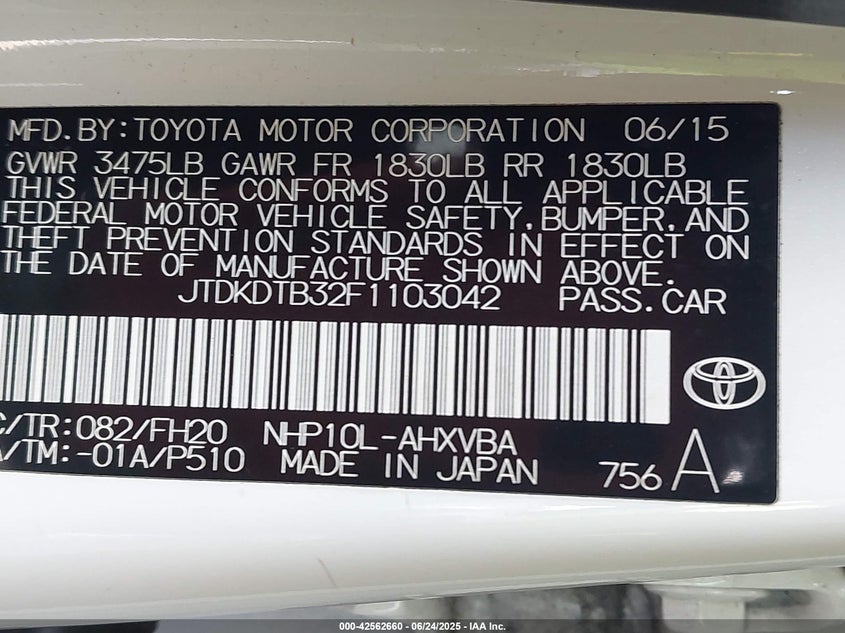 MFD.BY:TOYOTA MOTOR CORPORATION 06/15
GVWR 3475LB GAWR FR 1830LB RR 1830LB
THIS VEHICLE CONFORMS TO ALL APPLICABLE
FEDERAL MOTOR VEHICLE SAFETY,BUMPER,AND
THEFT PREVENTION STANDARDS IN EFFECT ON
THE DATE OF MANUFACTURE SHOWN ABOVE.
JTDKDTB32F1103042 PASS.CAR
C/TR:082/FH20 NHP10L-AHXVBA
A/TM:-01A/P510 MADE IN JAPAN 756 A
000-42562660 - 06/24/2025 - IAA Inc.